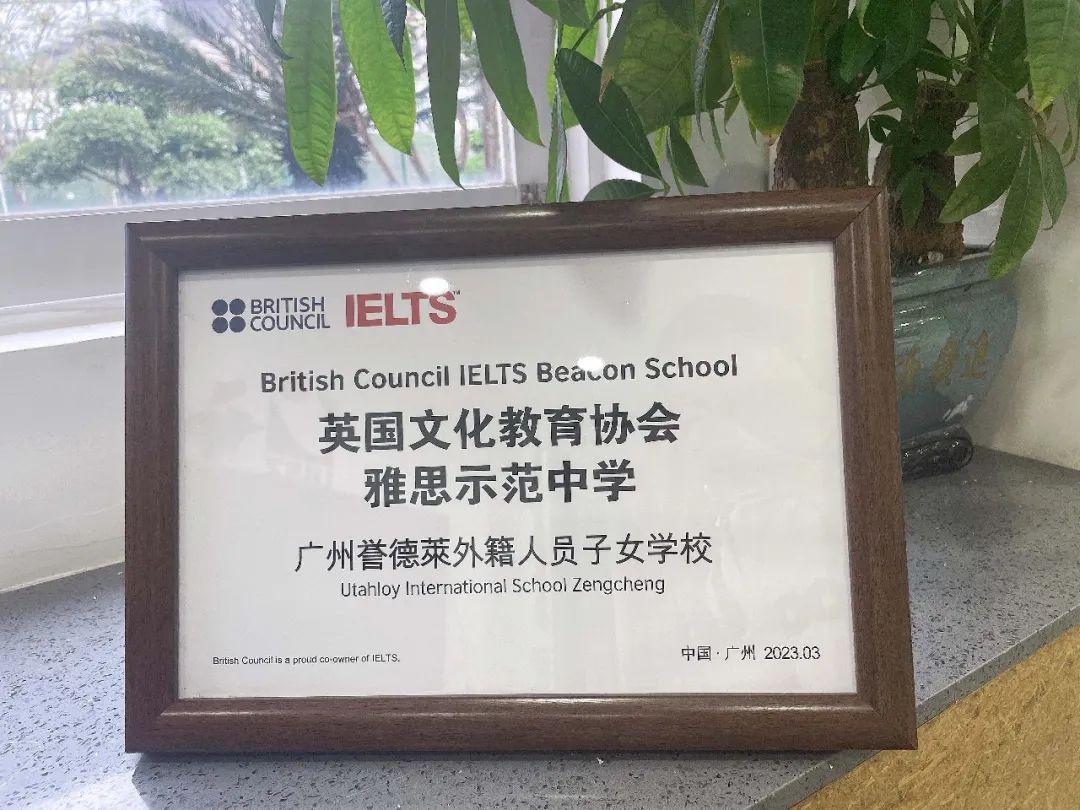 BRITISH COUNCIL IELTS™
British Council IELTS Beacon School
英国文化教育协会
雅思示范中学
广州誉德萊外籍人员子女学校
Utahloy International School Zengcheng
British Council is a proud co-owner of IELTS.
中国·广州 2023.03